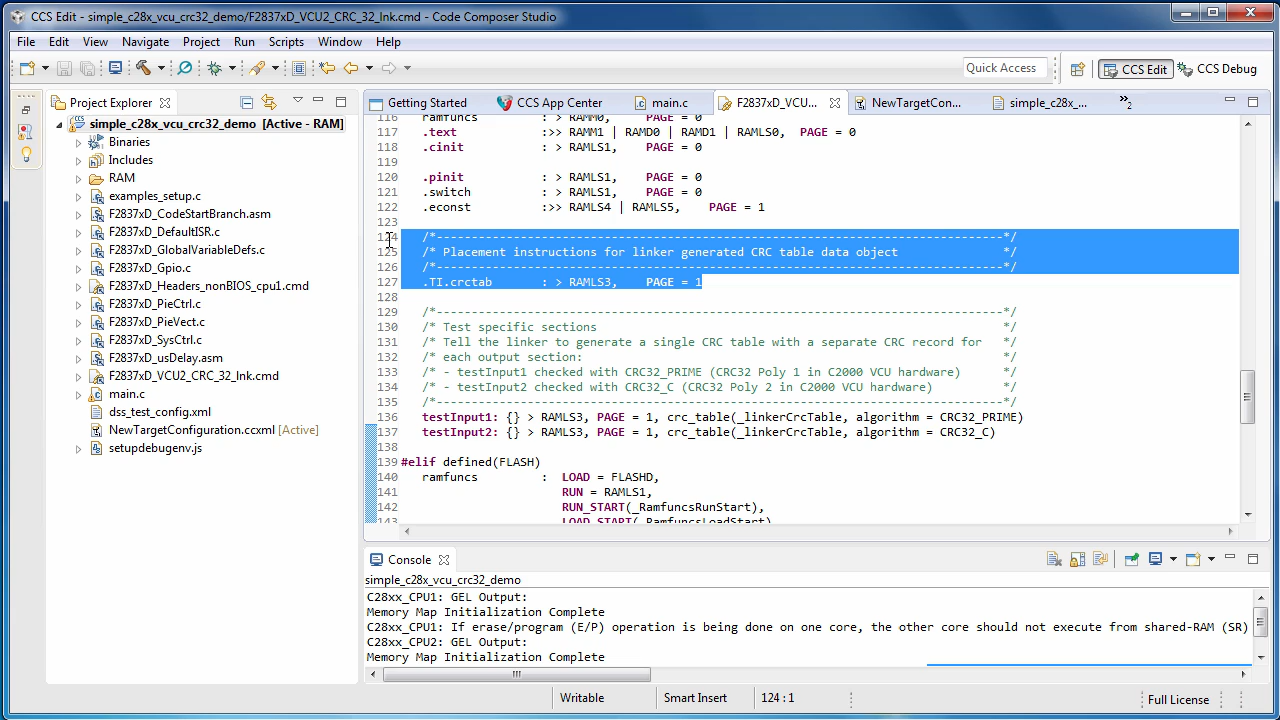 CCS Edit - simple_c28x_vcu_crc32_demo/F2837xD_VCU2_CRC_32_lnk.cmd - Code Composer Studio
File Edit View Navigate Project Run Scripts Window Help
Quick Access CCS Edit CCS Debug
Project Explorer
simple_c28x_vcu_crc32_demo [Active - RAM]
Binaries
Includes
RAM
examples_setup.c
F2837xD_CodeStartBranch.asm
F2837xD_DefaultISR.c
F2837xD_GlobalVariableDefs.c
F2837xD_Gpio.c
F2837xD_Headers_nonBIOS_cpu1.cmd
F2837xD_PieCtrl.c
F2837xD_PieVect.c
F2837xD_SysCtrl.c
F2837xD_usDelay.asm
F2837xD_VCU2_CRC_32_lnk.cmd
main.c
dss_test_config.xml
NewTargetConfiguration.ccxml [Active]
setupdebugenv.js
Getting Started CCS App Center main.c F2837xD_VCU... NewTargetCon... simple_c28x_... »2
116 ramfuncs : > RAMM0, PAGE = 0
117 .text :>> RAMM1 | RAMD0 | RAMD1 | RAMLS0, PAGE = 0
118 .cinit : > RAMLS1, PAGE = 0
119
120 .pinit : > RAMLS1, PAGE = 0
121 .switch : > RAMLS1, PAGE = 0
122 .econst :>> RAMLS4 | RAMLS5, PAGE = 1
123
124 /*--------------------------------------------------------------------------------*/
125 /* Placement instructions for linker generated CRC table data object */
126 /*--------------------------------------------------------------------------------*/
127 .TI.crctab : > RAMLS3, PAGE = 1
128
129 /*--------------------------------------------------------------------------------*/
130 /* Test specific sections */
131 /* Tell the linker to generate a single CRC table with a separate CRC record for */
132 /* each output section: */
133 /* - testInput1 checked with CRC32_PRIME (CRC32 Poly 1 in C2000 VCU hardware) */
134 /* - testInput2 checked with CRC32_C (CRC32 Poly 2 in C2000 VCU hardware) */
135 /*--------------------------------------------------------------------------------*/
136 testInput1: {} > RAMLS3, PAGE = 1, crc_table(_linkerCrcTable, algorithm = CRC32_PRIME)
137 testInput2: {} > RAMLS3, PAGE = 1, crc_table(_linkerCrcTable, algorithm = CRC32_C)
138
139 #elif defined(FLASH)
140 ramfuncs : LOAD = FLASHD,
141 RUN = RAMLS1,
142 RUN_START(_RamfuncsRunStart),
143 LOAD_START(_RamfuncsLoadStart)
Console
simple_c28x_vcu_crc32_demo
C28xx_CPU1: GEL Output:
Memory Map Initialization Complete
C28xx_CPU1: If erase/program (E/P) operation is being done on one core, the other core should not execute from shared-RAM (SR)
C28xx_CPU2: GEL Output:
Memory Map Initialization Complete
Writable Smart Insert 124 : 1 Full License